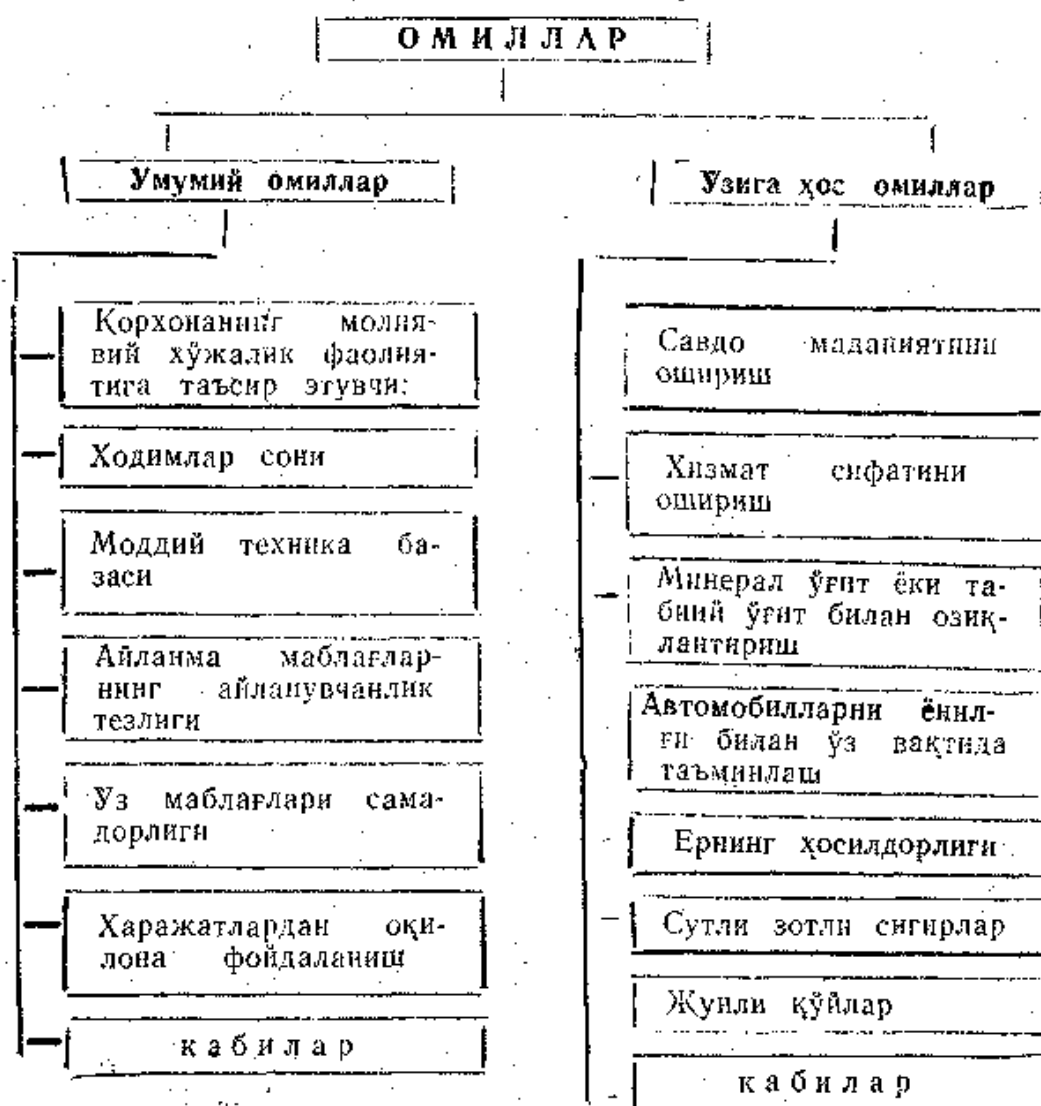 ОМИЛЛАР
Умумий омиллар
Қорхонанинг молия-
вий хўжалик фаолия-
тига таъсир этувчи:
Ходимлар сони
Моддий техника ба-
заси
Айланма маблағлар-
нинг айланувчанлик
тезлиги
Уз маблағлари сама-
дорлиги
Харажатлардан оқи-
лона фойдаланиш
кабилар
Узига ҳос омиллар
Савдо маданиятини
ошириш
Хизмат сифатини
ошириш
Минерал ўғит ёки та-
биий ўғит билан озиқ-
лантириш
Автомобилларни ёнил-
ғи билан ўз вақтида
таъминлаш
Ернинг ҳосилдорлиги
Сутли зотли сигирлар
Жунли қўйлар
кабилар